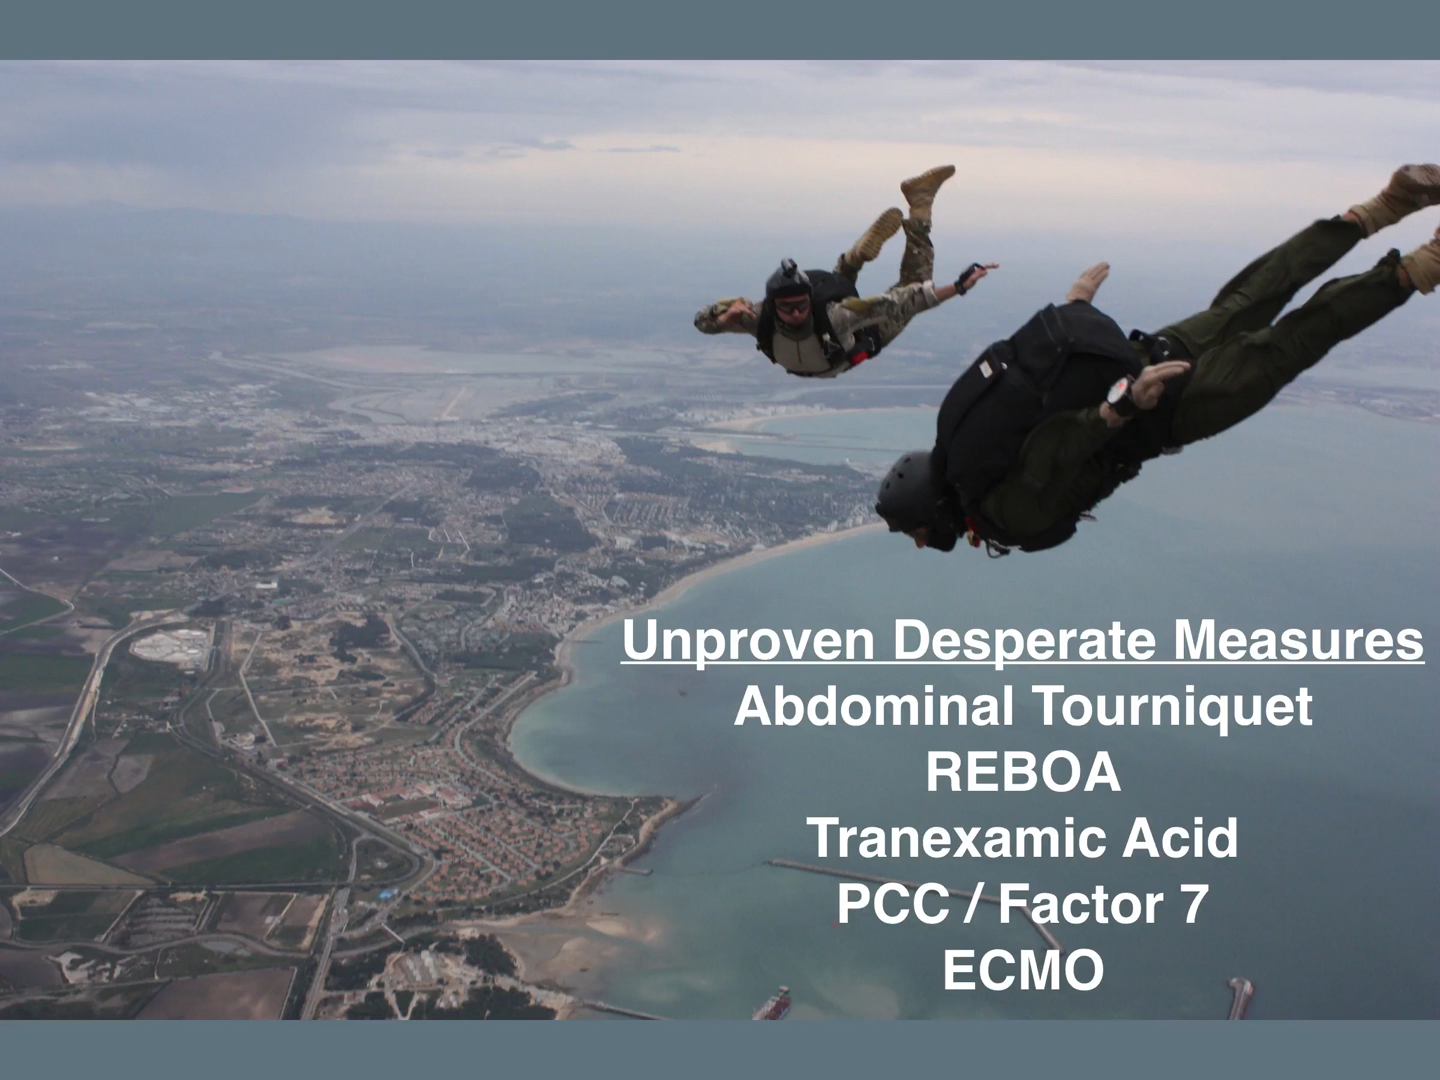 Unproven Desperate Measures
Abdominal Tourniquet
REBOA
Tranexamic Acid
PCC / Factor 7
ECMO